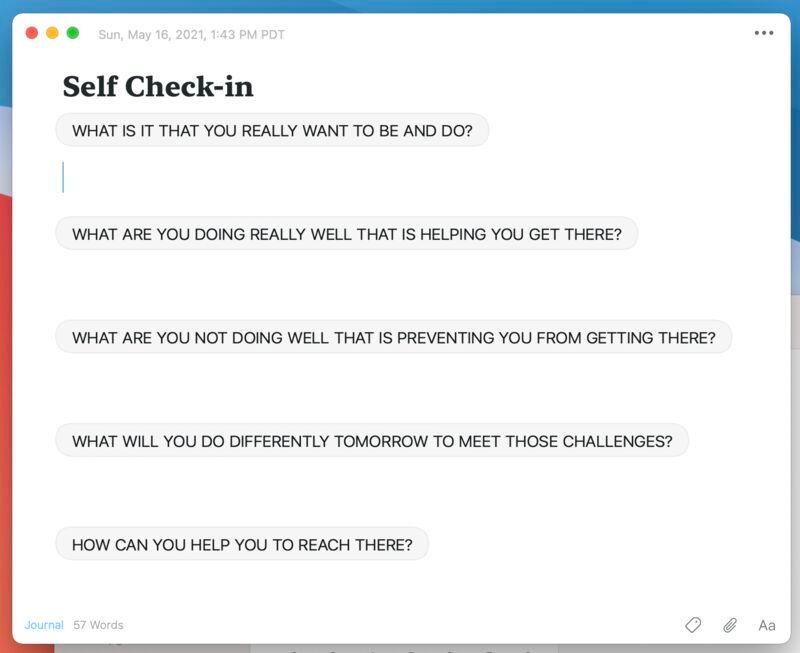 Sun, May 16, 2021, 1:43 PM PDT
Self Check-in
WHAT IS IT THAT YOU REALLY WANT TO BE AND DO?
WHAT ARE YOU DOING REALLY WELL THAT IS HELPING YOU GET THERE?
WHAT ARE YOU NOT DOING WELL THAT IS PREVENTING YOU FROM GETTING THERE?
WHAT WILL YOU DO DIFFERENTLY TOMORROW TO MEET THOSE CHALLENGES?
HOW CAN YOU HELP YOU TO REACH THERE?
Journal 57 Words Aa